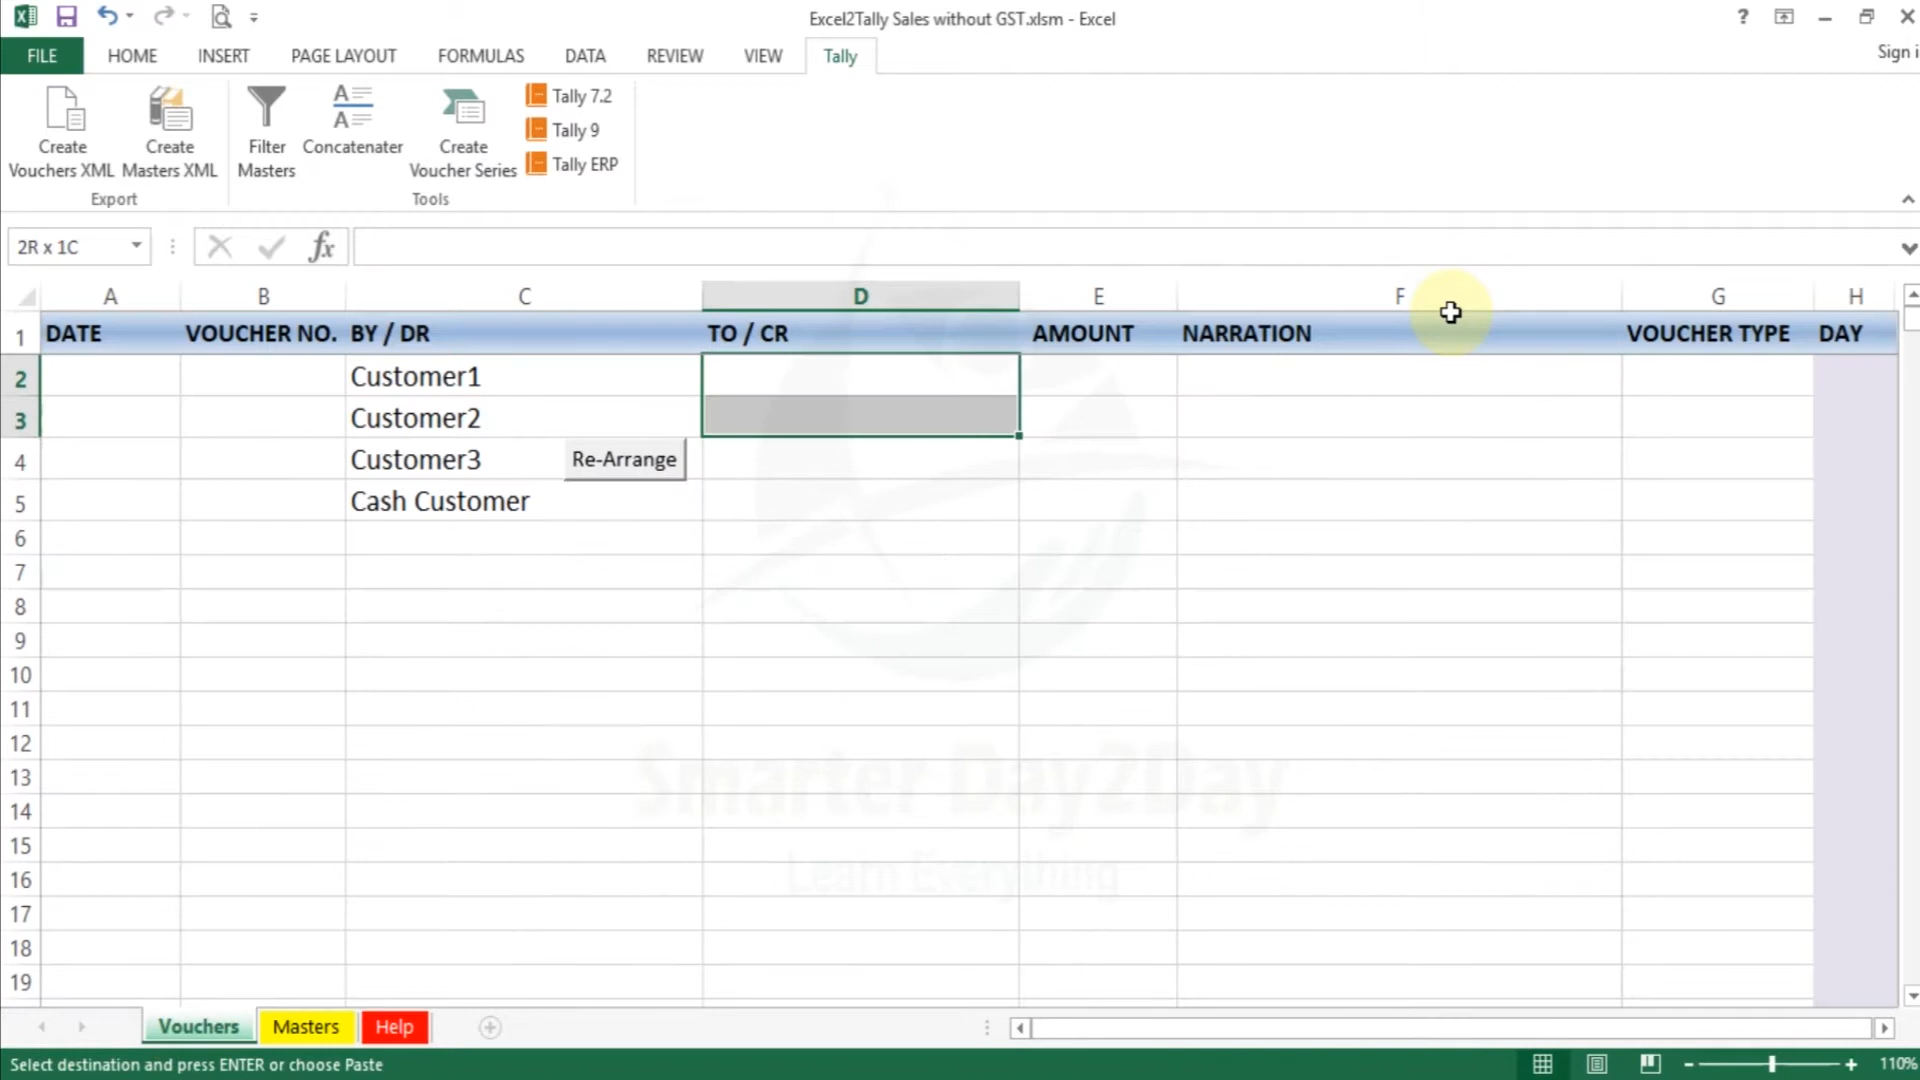 Excel2Tally Sales without GST.xlsm - Excel
?
FILE HOME INSERT PAGE LAYOUT FORMULAS DATA REVIEW VIEW Tally
Sign i
Create Vouchers XML
Create Masters XML
Export
Filter Masters
Concatenater
Create Voucher Series
Tally 7.2
Tally 9
Tally ERP
Tools
2R x 1C
fx
A B C D E F G H
1 DATE VOUCHER NO. BY / DR TO / CR AMOUNT NARRATION VOUCHER TYPE DAY
2 Customer1
3 Customer2
4 Customer3 Re-Arrange
5 Cash Customer
6
7
8
9
10
11
12
13
14
15
16
17
18
19
Smarter Day2Day
Learn Everything
Vouchers Masters Help
Select destination and press ENTER or choose Paste
110%